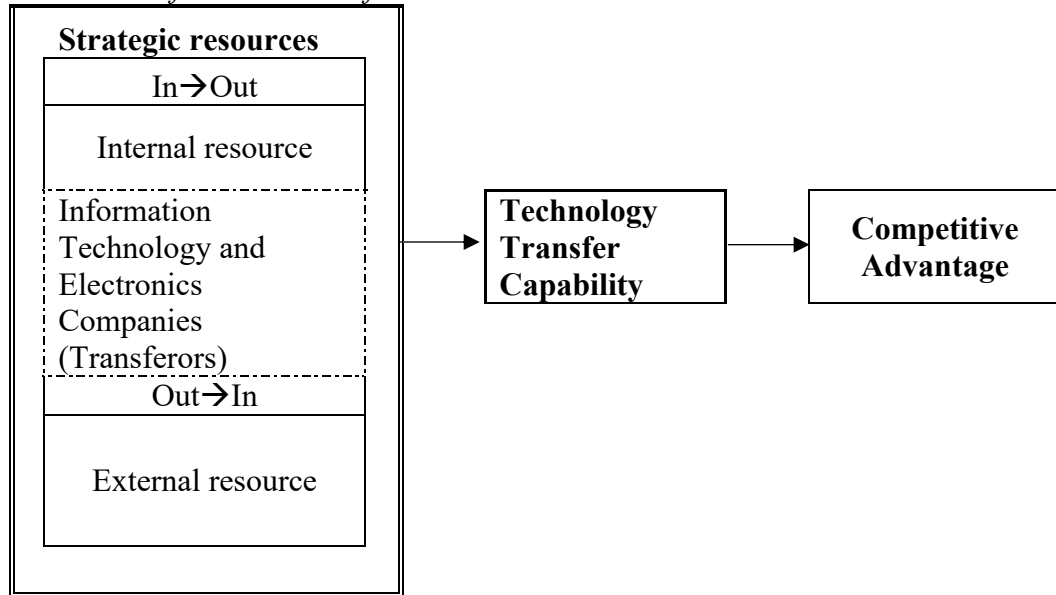 Strategic resources
In→Out
Internal resource
Information
Technology and
Electronics
Companies
(Transferors)
Out→In
External resource
Technology
Transfer
Capability
Competitive
Advantage